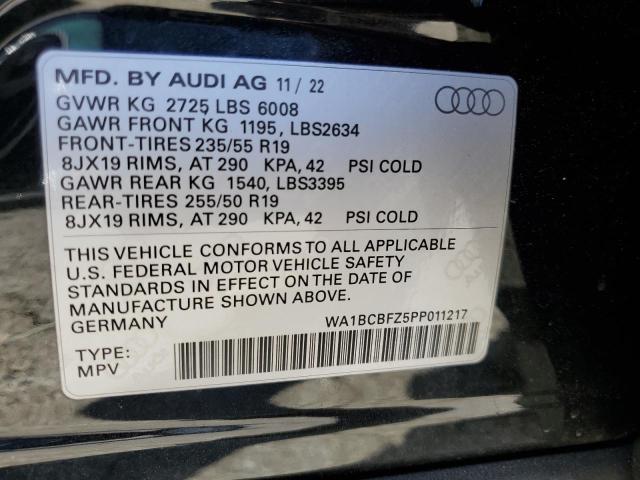 MFD. BY AUDI AG 11 / 22
GVWR KG 2725 LBS 6008
GAWR FRONT KG 1195, LBS2634
FRONT-TIRES 235/55 R19
8JX19 RIMS, AT 290 KPA, 42 PSI COLD
GAWR REAR KG 1540, LBS3395
REAR-TIRES 255/50 R19
8JX19 RIMS, AT 290 KPA, 42 PSI COLD
THIS VEHICLE CONFORMS TO ALL APPLICABLE
U.S. FEDERAL MOTOR VEHICLE SAFETY
STANDARDS IN EFFECT ON THE DATE OF
MANUFACTURE SHOWN ABOVE.
GERMANY WA1BCBFZ5PP011217
TYPE:
MPV